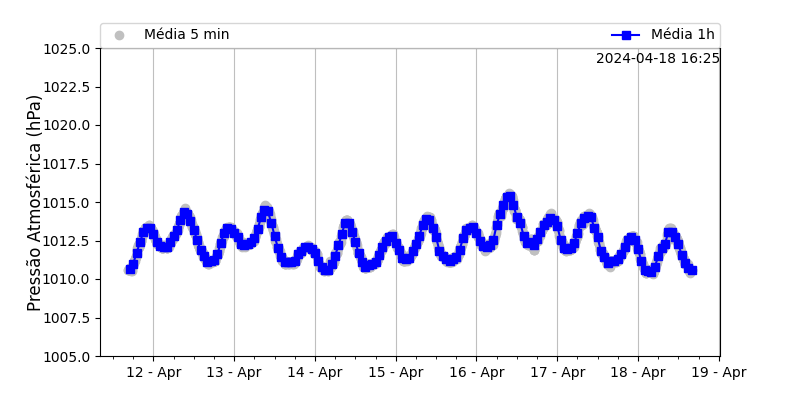 Média 5 min
Média 1h
2024-04-18 16:25
Pressão Atmosférica (hPa)
1025.0
1022.5
1020.0
1017.5
1015.0
1012.5
1010.0
1007.5
1005.0
12 - Apr
13 - Apr
14 - Apr
15 - Apr
16 - Apr
17 - Apr
18 - Apr
19 - Apr